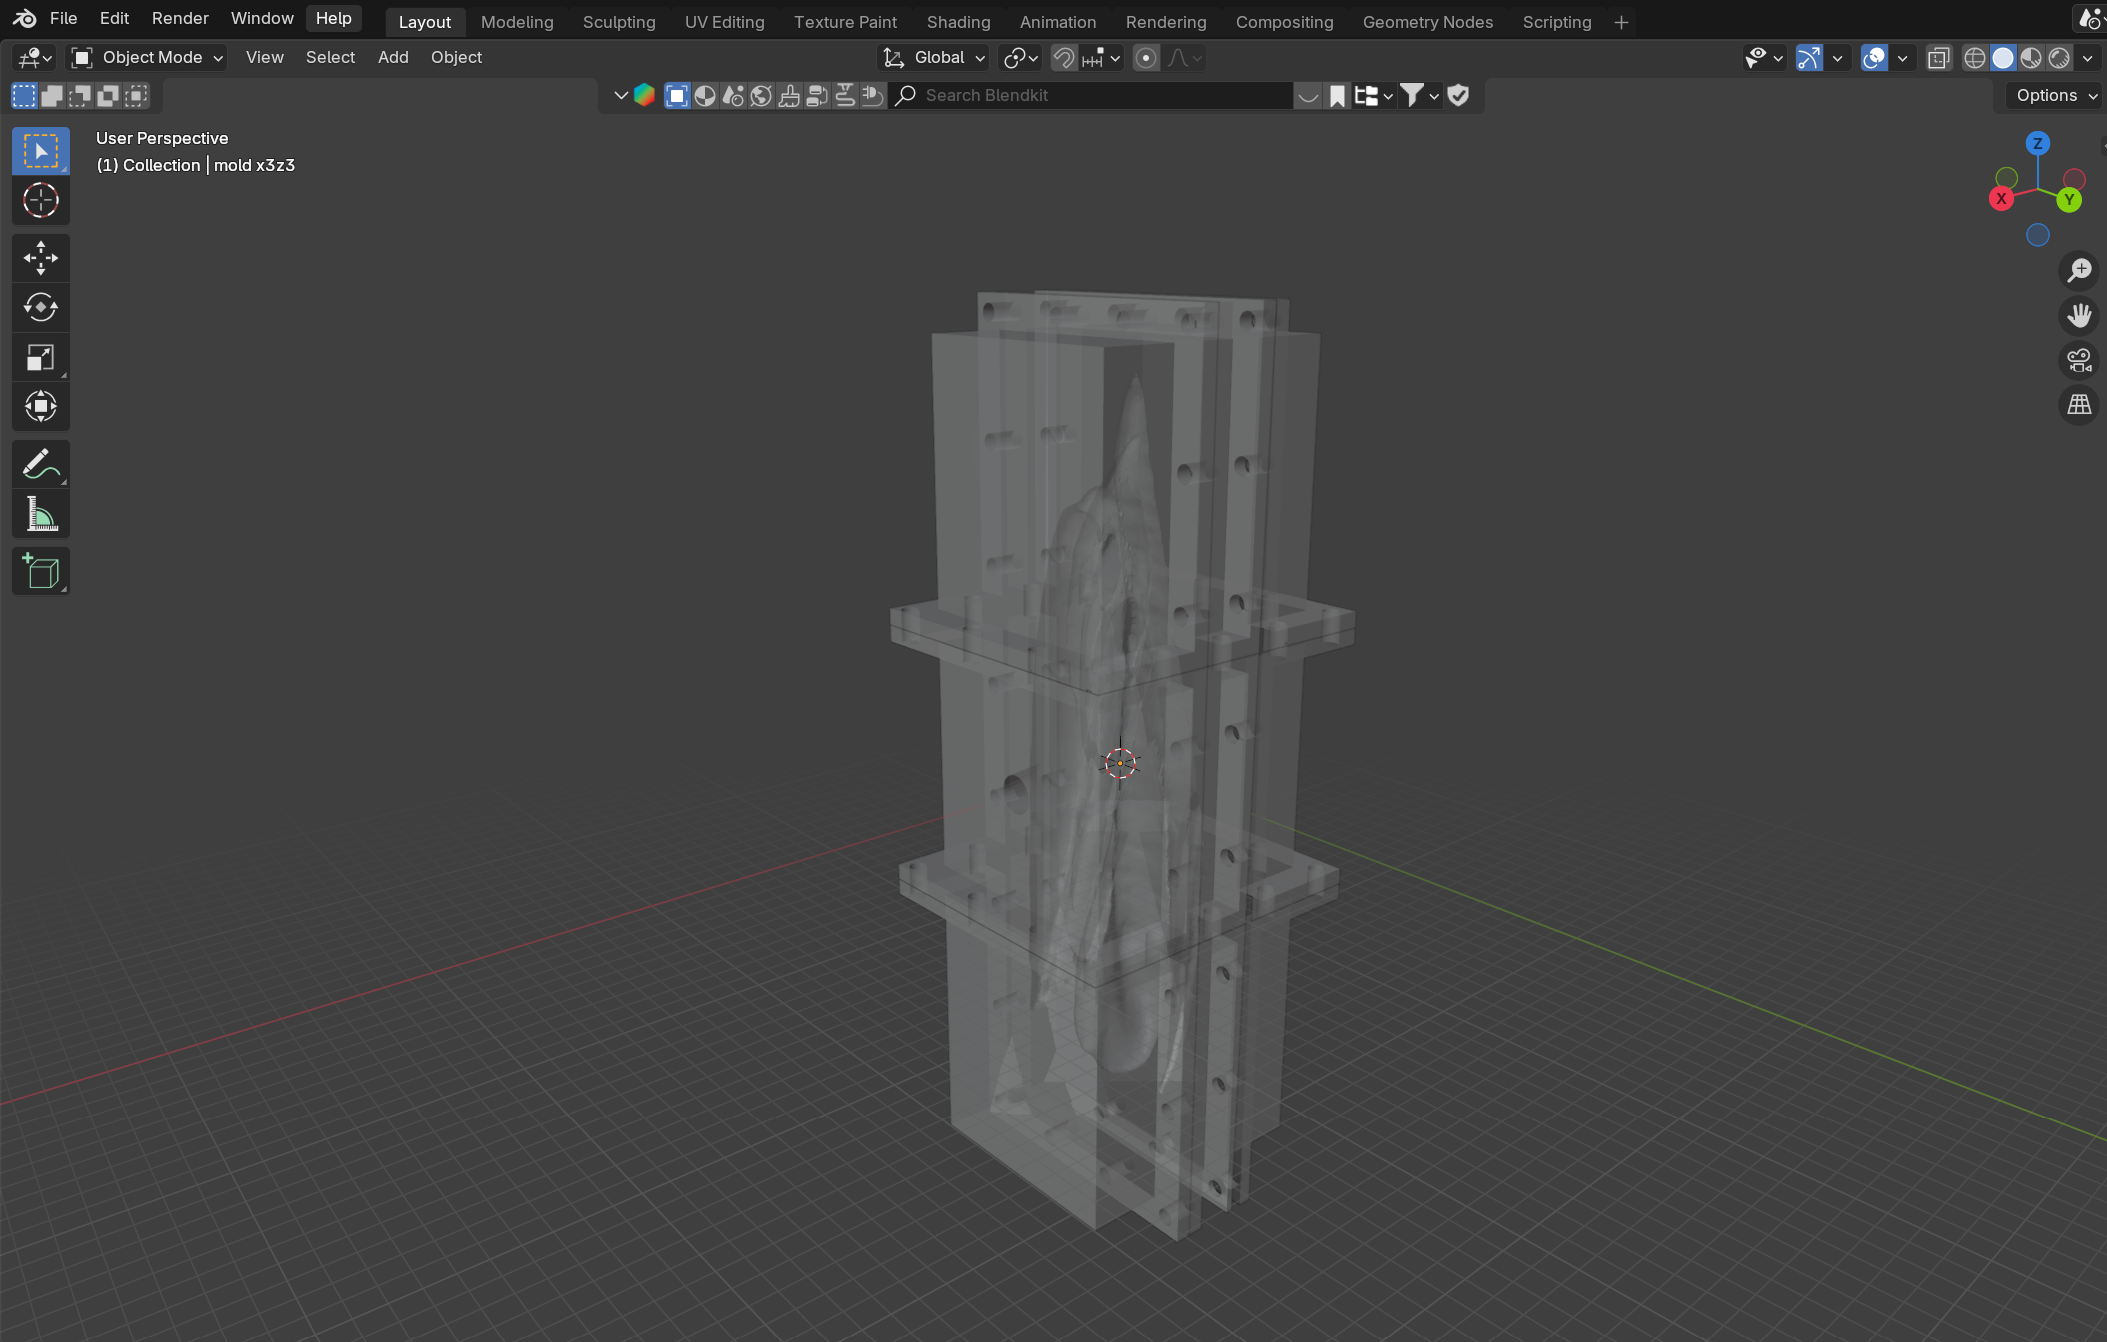 File Edit Render Window Help Layout Modeling Sculpting UV Editing Texture Paint Shading Animation Rendering Compositing Geometry Nodes Scripting
Object Mode View Select Add Object Global
Search Blendkit Options
User Perspective
(1) Collection | mold x3z3
Z
X
Y